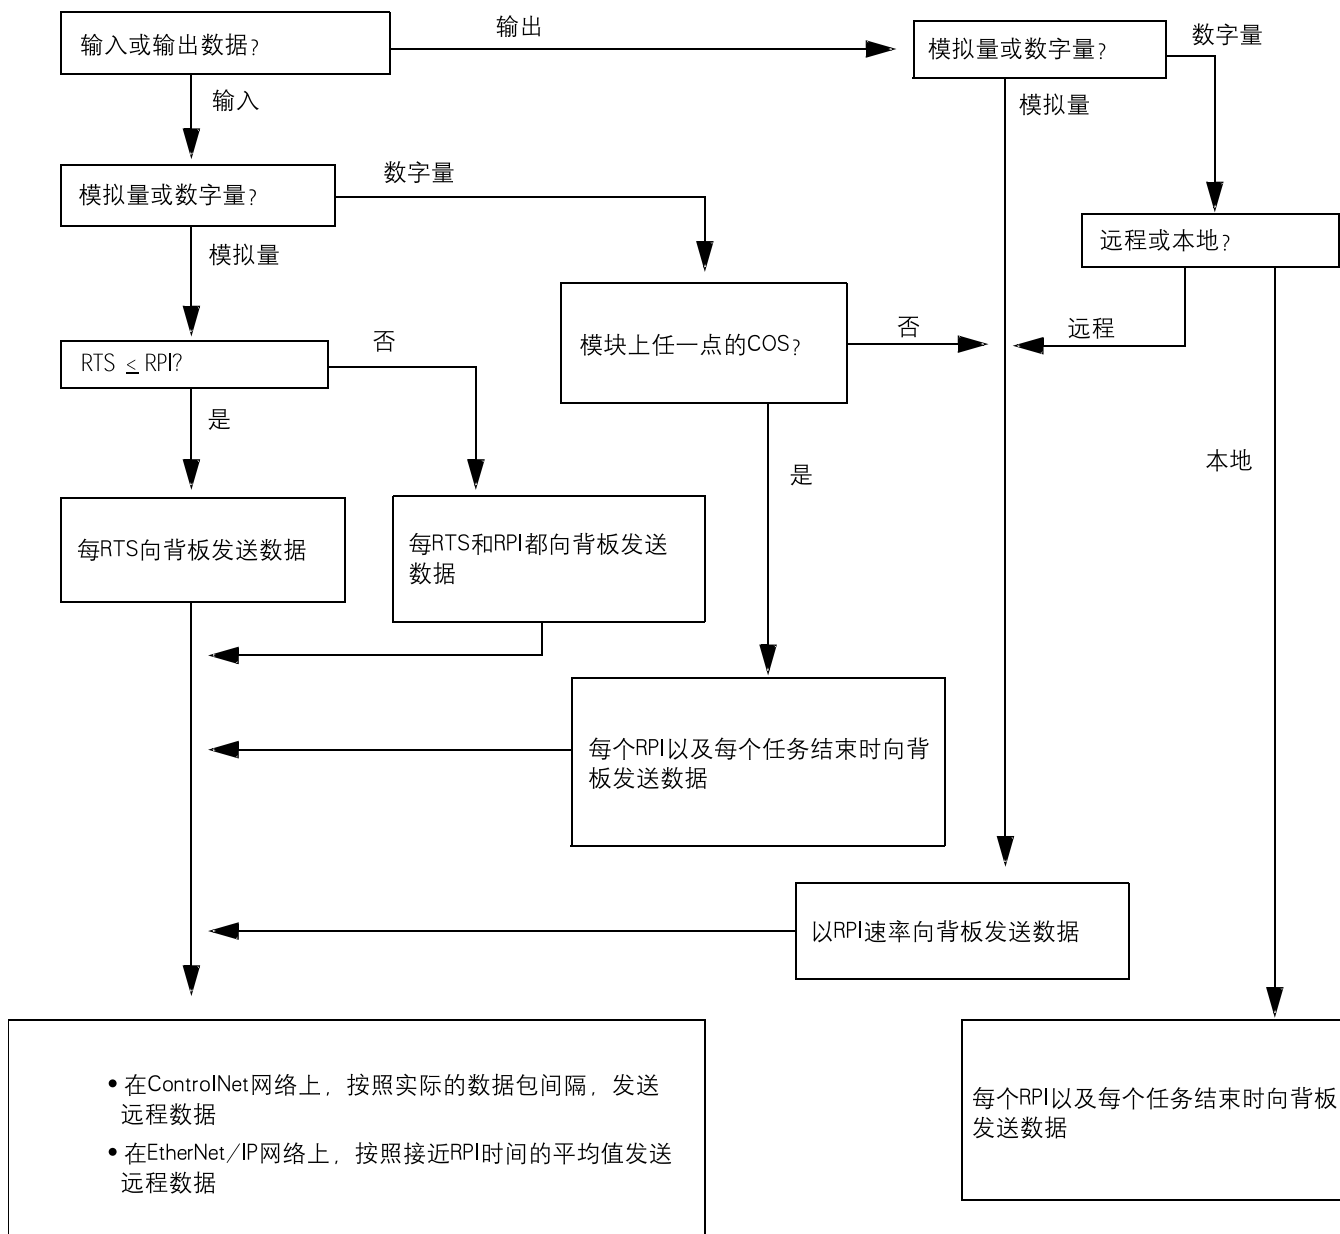 输入或输出数据?
输出
模拟量或数字量?
数字量
输入
模拟量
模拟量或数字量?
数字量
远程或本地?
模拟量
模块上任一点的COS?
否
远程
RTS ≤ RPI?
否
是
是
本地
每RTS向背板发送数据
每RTS和RPI都向背板发送
数据
每个RPI以及每个任务结束时向背
板发送数据
以RPI速率向背板发送数据
• 在ControlNet网络上, 按照实际的数据包间隔, 发送
远程数据
• 在EtherNet/IP网络上, 按照接近RPI时间的平均值发送
远程数据
每个RPI以及每个任务结束时向背板
发送数据